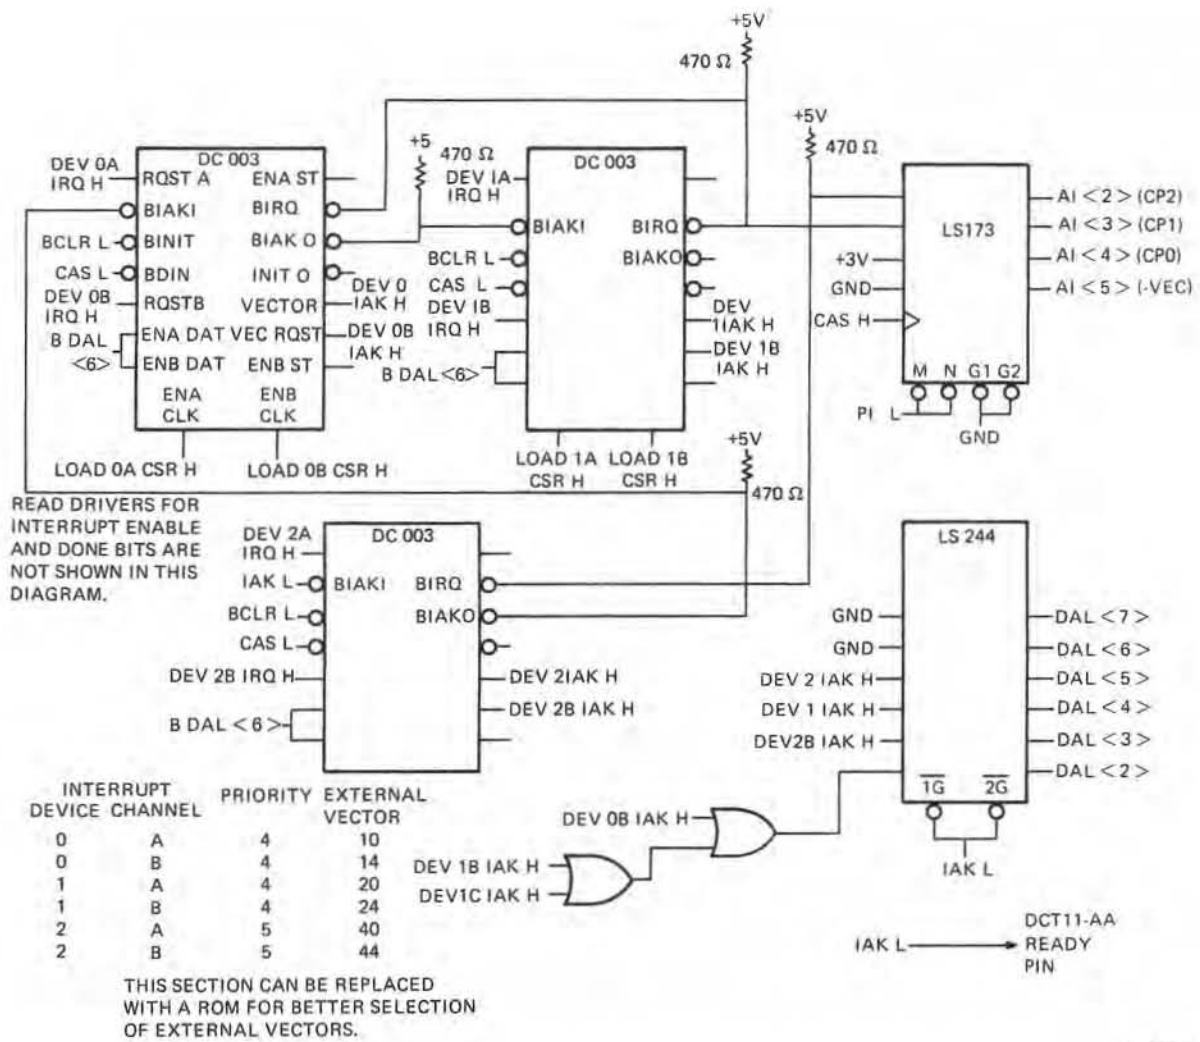 +5V
470 Ω
+5V
470 Ω
+5
470 Ω
DC 003
DEV 0A
IRQ H
RQST A
ENA ST
BIAKI
BIRQ
BCLR L
BINIT
BIAK O
CAS L
BDIN
INIT O
DEV 0B
IRQ H
RQSTB
VECTOR
DEV 0
IAK H
B DAL
<6>
ENA DAT
VEC RQST
DEV 0B
IAK H
ENB DAT
ENB ST
ENA
CLK
ENB
CLK
LOAD 0A CSR H
LOAD 0B CSR H
DC 003
DEV IA
IRQ H
BIAKI
BIRQ
BCLR L
BIAKO
CAS L
DEV IB
IRQ H
DEV
1IAK H
B DAL<6>
DEV 1B
IAK H
LOAD 1A
CSR H
LOAD 1B
CSR H
LS173
AI <2> (CP2)
AI <3> (CP1)
+3V
AI <4> (CP0)
GND
AI <5> (-VEC)
CAS H
M N G1 G2
PI L
GND
+5V
470 Ω
READ DRIVERS FOR
INTERRUPT ENABLE
AND DONE BITS ARE
NOT SHOWN IN THIS
DIAGRAM.
DC 003
DEV 2A
IRQ H
IAK L
BIAKI
BIRQ
BCLR L
BIAKO
CAS L
DEV 2B IRQ H
DEV 2IAK H
B DAL <6>
DEV 2B IAK H
LS 244
GND
DAL <7>
GND
DAL <6>
DEV 2 IAK H
DAL <5>
DEV 1 IAK H
DAL <4>
DEV2B IAK H
DAL <3>
DAL <2>
1G 2G
IAK L
DEV 0B IAK H
DEV 1B IAK H
DEV1C IAK H
IAK L
DCT11-AA
READY
PIN
INTERRUPT
DEVICE CHANNEL PRIORITY EXTERNAL
VECTOR
0 A 4 10
0 B 4 14
1 A 4 20
1 B 4 24
2 A 5 40
2 B 5 44
THIS SECTION CAN BE REPLACED
WITH A ROM FOR BETTER SELECTION
OF EXTERNAL VECTORS.